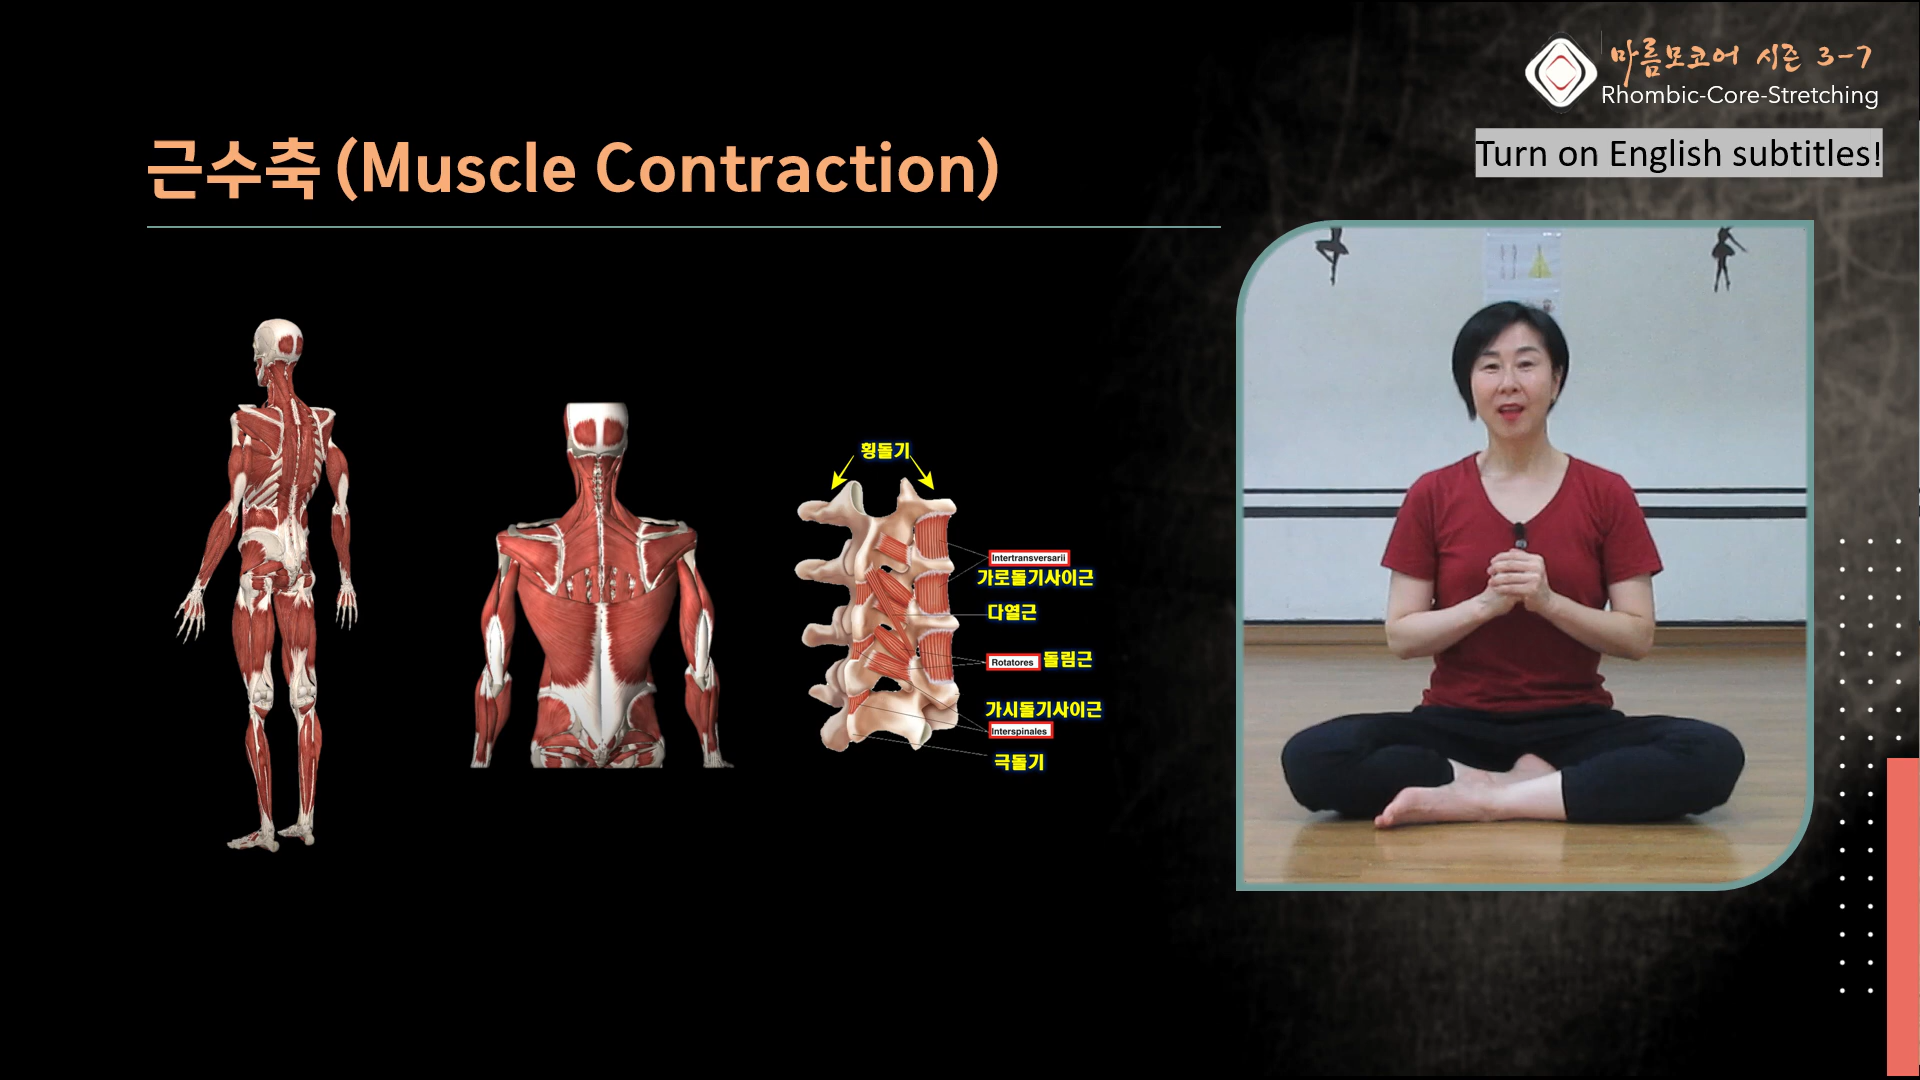 마름모코어 시즌 3-7
Rhombic-Core-Stretching
Turn on English subtitles!
근수축 (Muscle Contraction)
횡돌기
Intertransversarii
가로돌기사이근
다열근
Rotatores 돌림근
가시돌기사이근
Interspinales
극돌기